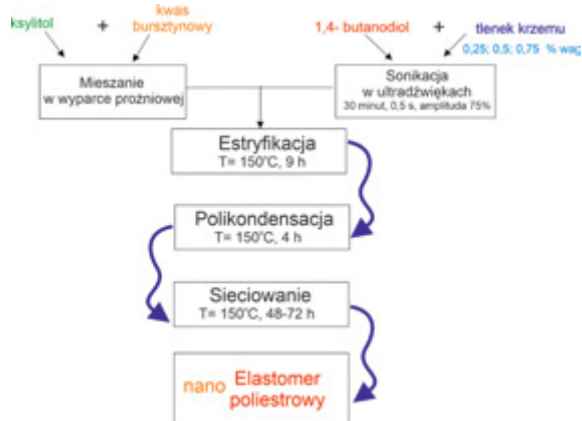 ksylitol + kwas bursztynowy
1,4- butanodiol + tlenek krzemu
0,25; 0,5; 0,75 % wag
Mieszanie
w wyparce prożniowej
Sonikacja
w ultradźwiękach
30 minut, 0,5 s, amplituda 75%
Estryfikacja
T= 150°C, 9 h
Polikondensacja
T= 150°C, 4 h
Sieciowanie
T= 150°C, 48-72 h
nano Elastomer
poliestrowy